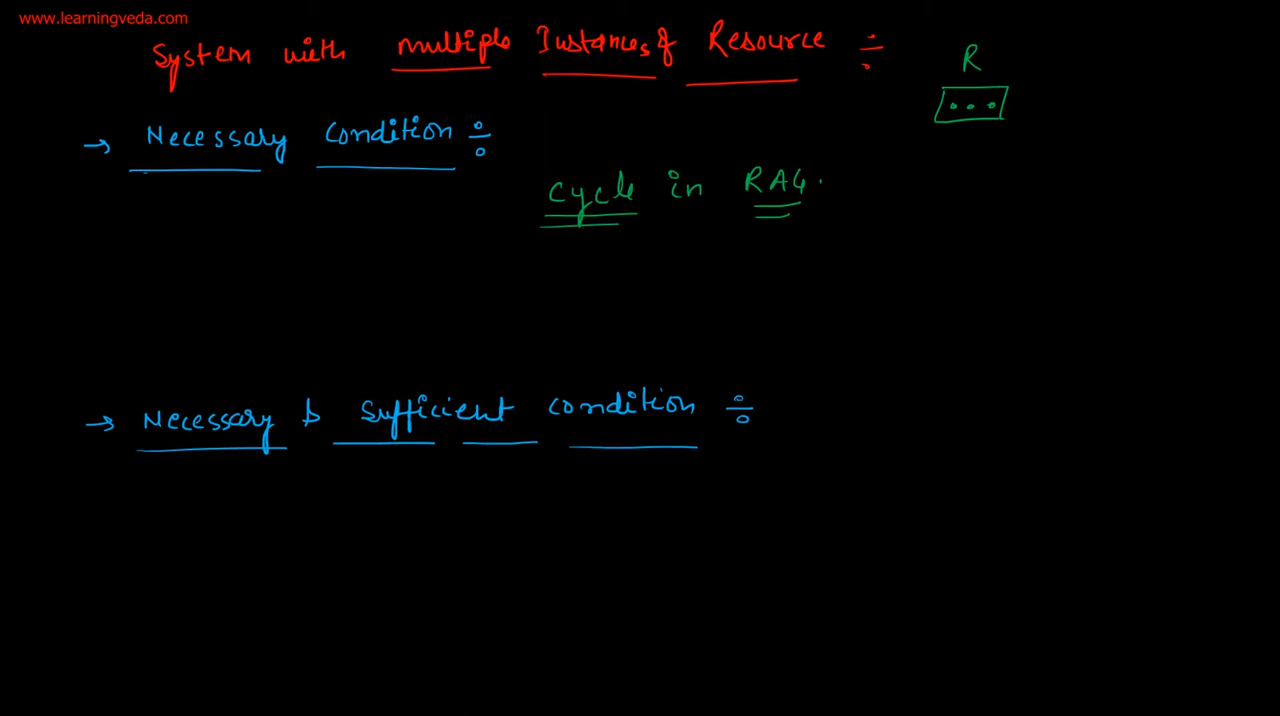 www.learningveda.com
System with multiple Instances of Resource ÷
R
→ Necessary Condition ÷
Cycle in RAG.
→ Necessary & Sufficient condition ÷